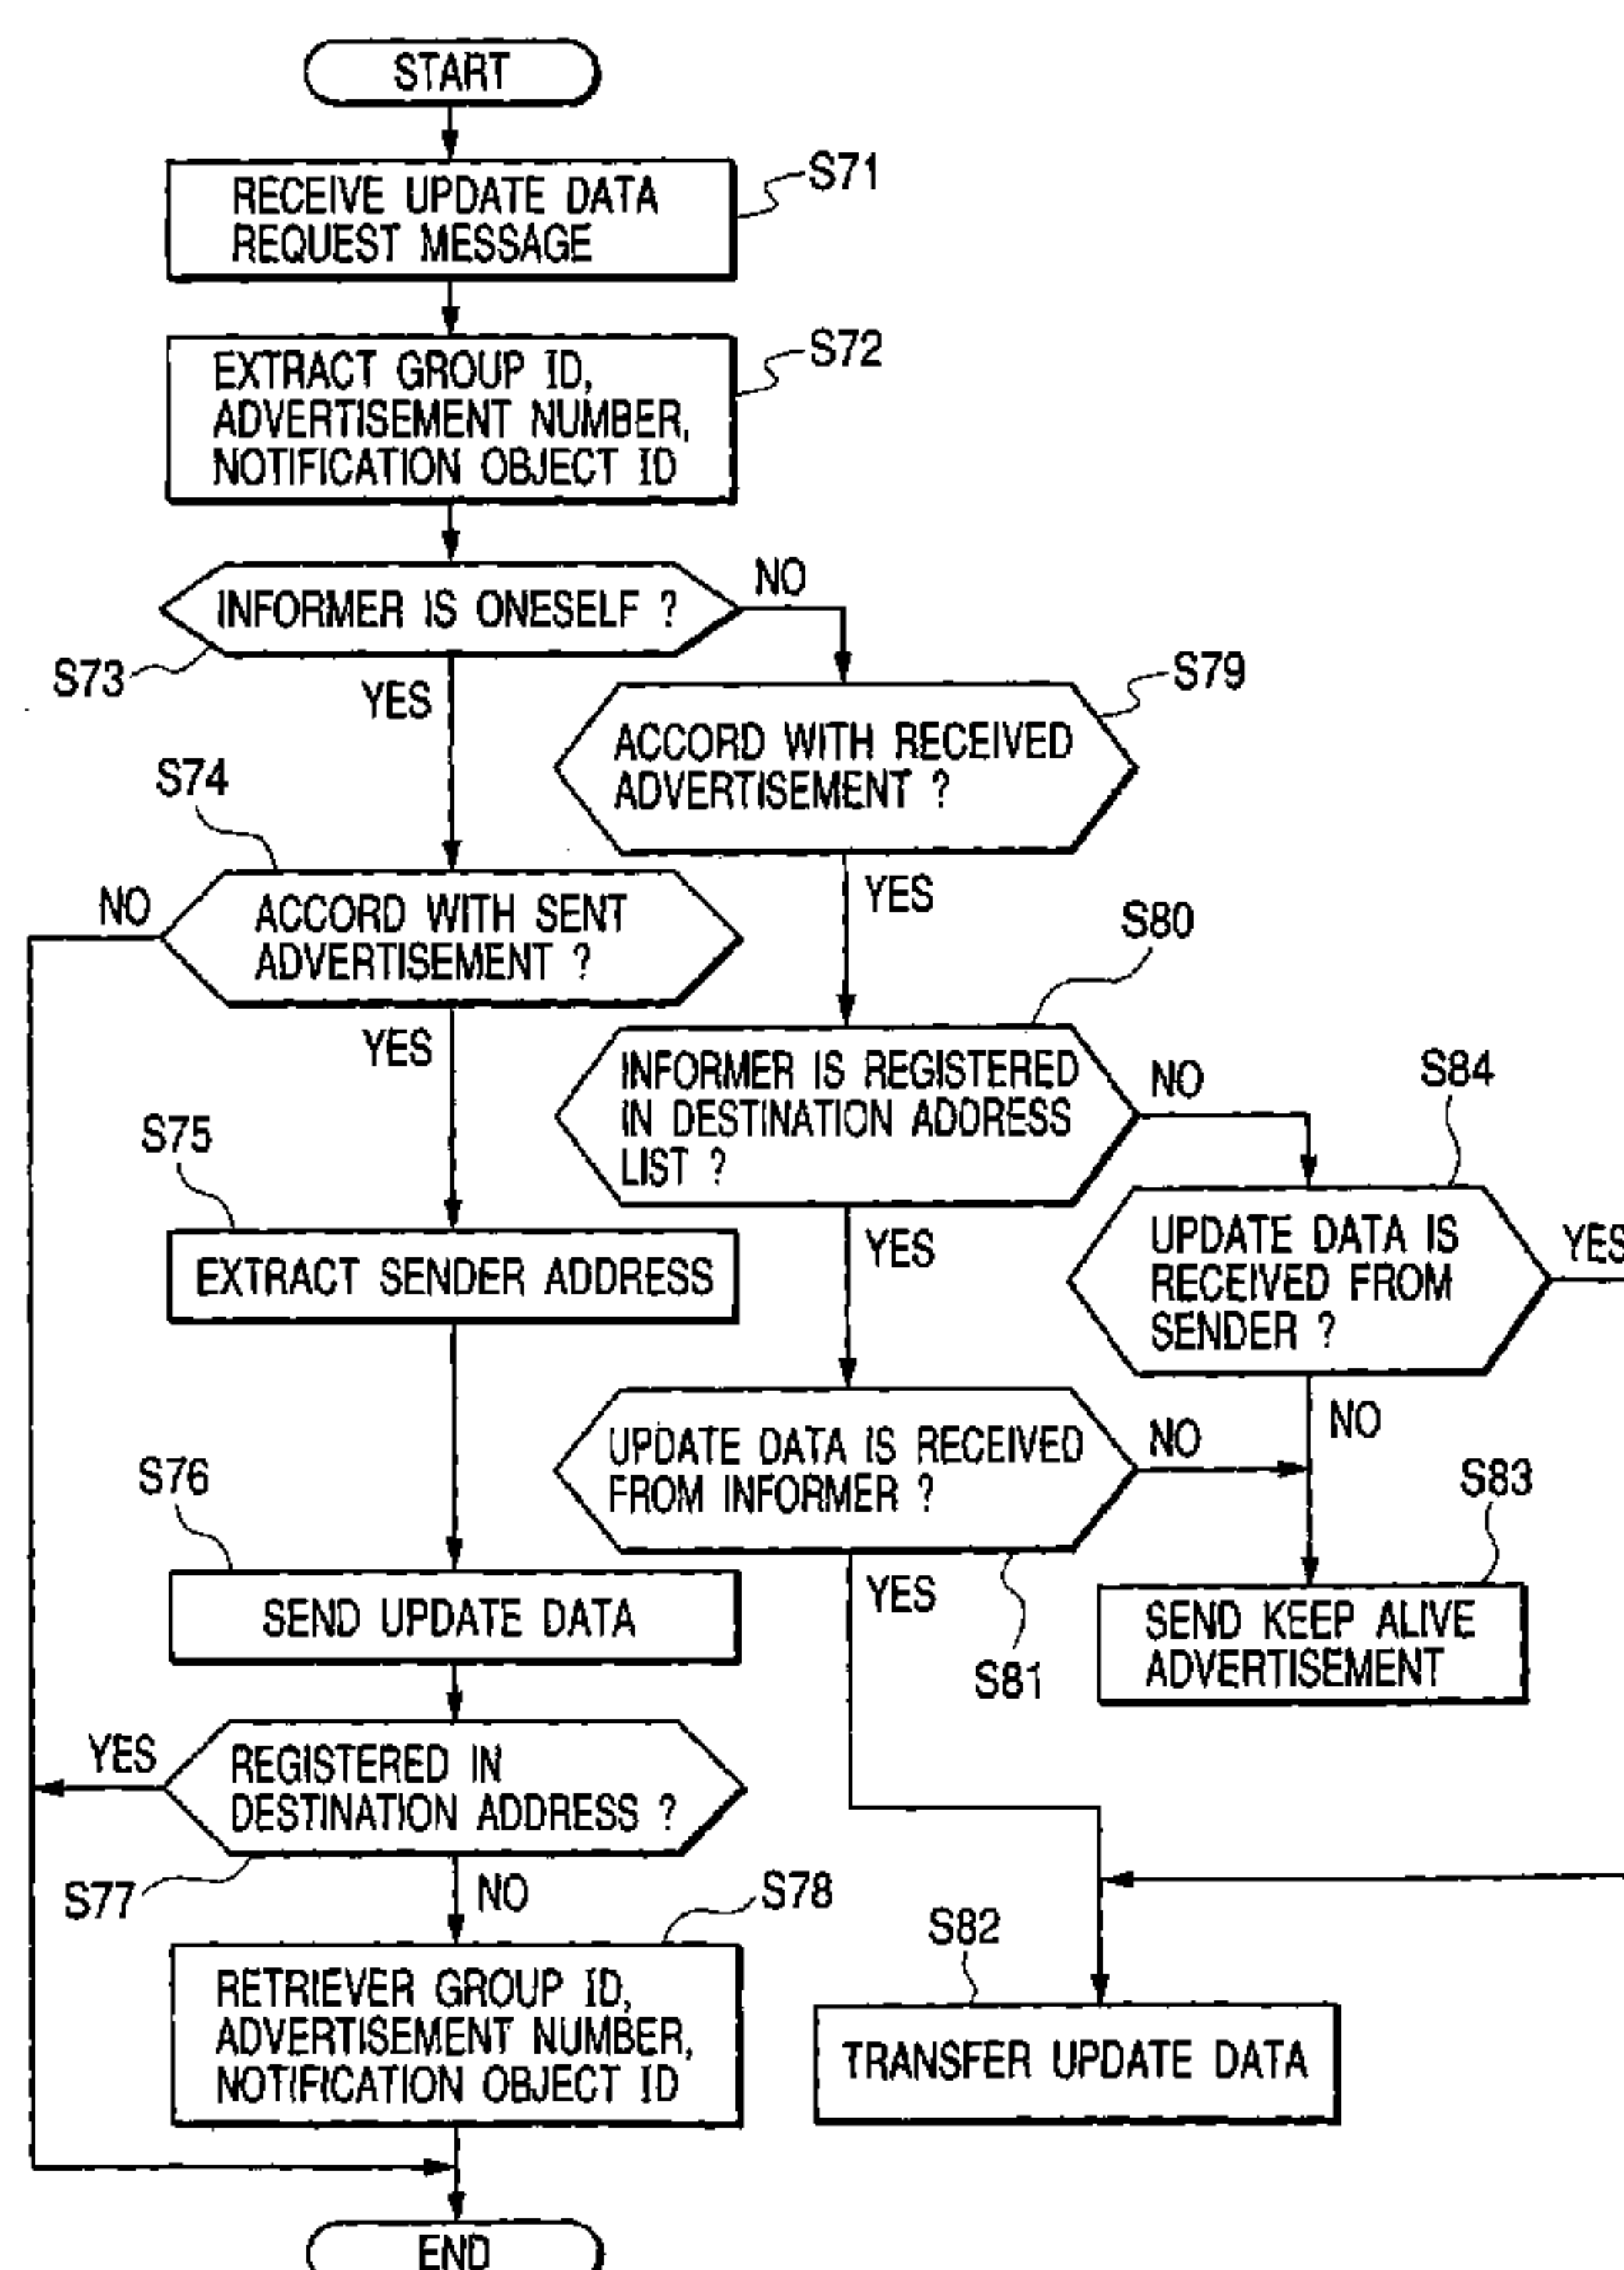 START
RECEIVE UPDATE DATA
REQUEST MESSAGE
S71
EXTRACT GROUP ID,
ADVERTISEMENT NUMBER,
NOTIFICATION OBJECT ID
S72
INFORMER IS ONESELF ?
NO
S73
YES
S79
ACCORD WITH RECEIVED
ADVERTISEMENT ?
S74
NO
ACCORD WITH SENT
ADVERTISEMENT ?
YES
YES
S80
INFORMER IS REGISTERED
IN DESTINATION ADDRESS
LIST ?
NO
S84
S75
EXTRACT SENDER ADDRESS
YES
UPDATE DATA IS
RECEIVED FROM
SENDER ?
YES
NO
UPDATE DATA IS RECEIVED
FROM INFORMER ?
NO
S76
SEND UPDATE DATA
YES
S81
S83
SEND KEEP ALIVE
ADVERTISEMENT
YES
REGISTERED IN
DESTINATION ADDRESS ?
S77
NO
S78
RETRIEVER GROUP ID,
ADVERTISEMENT NUMBER,
NOTIFICATION OBJECT ID
S82
TRANSFER UPDATE DATA
END